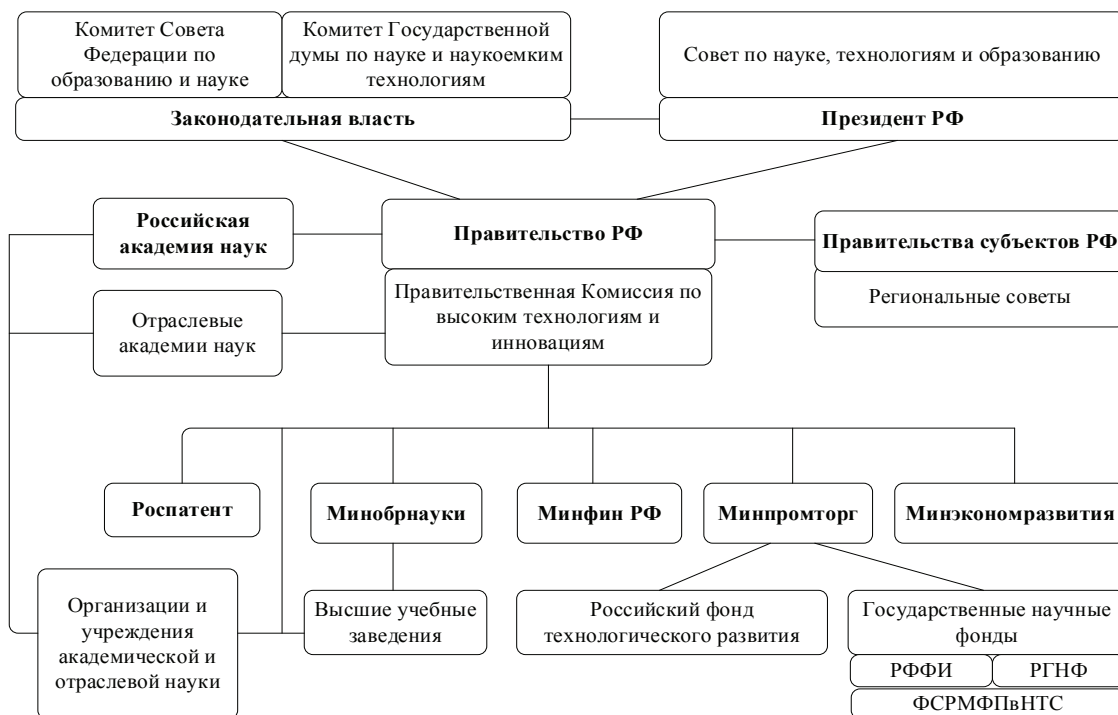 Комитет Совета
Федерации по
образованию и науке
Комитет Государственной
думы по науке и наукоемким
технологиям
Совет по науке, технологиям и образованию
Законодательная власть
Президент РФ
Российская
академия наук
Правительство РФ
Правительства субъектов РФ
Отраслевые
академии наук
Правительственная Комиссия по
высоким технологиям и
инновациям
Региональные советы
Роспатент
Минобрнауки
Минфин РФ
Минпромторг
Минэкономразвития
Организации и
учреждения
академической и
отраслевой науки
Высшие учебные
заведения
Российский фонд
технологического развития
Государственные научные
фонды
РФФИ
РГНФ
ФСРМФПвНТС